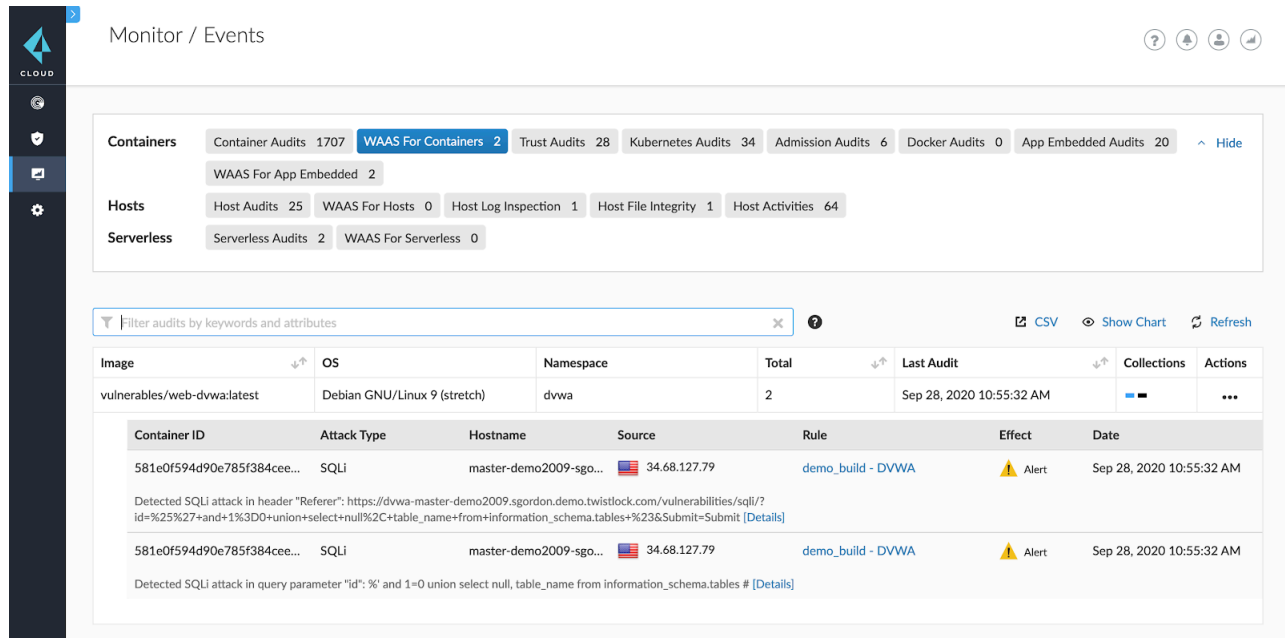 Monitor / Events
CLOUD
Containers Container Audits 1707 WAAS For Containers 2 Trust Audits 28 Kubernetes Audits 34 Admission Audits 6 Docker Audits 0 App Embedded Audits 20 Hide
WAAS For App Embedded 2
Hosts Host Audits 25 WAAS For Hosts 0 Host Log Inspection 1 Host File Integrity 1 Host Activities 64
Serverless Serverless Audits 2 WAAS For Serverless 0
Filter audits by keywords and attributes CSV Show Chart Refresh
Image OS Namespace Total Last Audit Collections Actions
vulnerables/web-dvwa:latest Debian GNU/Linux 9 (stretch) dvwa 2 Sep 28, 2020 10:55:32 AM
Container ID Attack Type Hostname Source Rule Effect Date
581e0f594d90e785f384cee... SQLi master-demo2009-sgo... 34.68.127.79 demo_build - DVWA Alert Sep 28, 2020 10:55:32 AM
Detected SQLi attack in header "Referer": https://dvwa-master-demo2009.sgordon.demo.twistlock.com/vulnerabilities/sqli/?
id=%25%27+and+1%3D0+union+select+null%2C+table_name+from+information_schema.tables+%23&Submit=Submit [Details]
581e0f594d90e785f384cee... SQLi master-demo2009-sgo... 34.68.127.79 demo_build - DVWA Alert Sep 28, 2020 10:55:32 AM
Detected SQLi attack in query parameter "id": %' and 1=0 union select null, table_name from information_schema.tables # [Details]